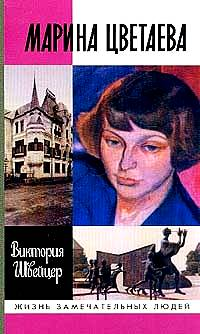 МАРИНА ЦВЕТАЕВА
Виктория
Швейцер
ЖИЗНЬ ЗАМЕЧАТЕЛЬНЫХ ЛЮДЕЙ